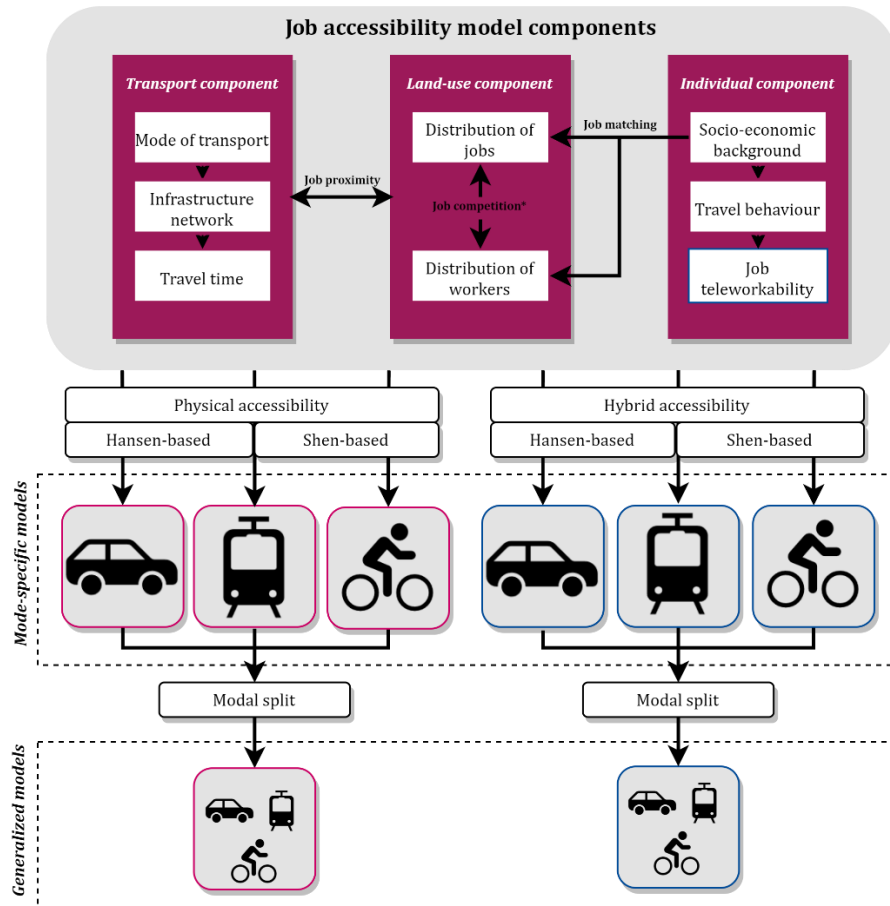 Job accessibility model components
Transport component
Land-use component
Individual component
Mode of transport
Distribution of
jobs
Job matching
Socio-economic
background
Job proximity
Infrastructure
network
Job competition*
Travel behaviour
Travel time
Distribution of
workers
Job
teleworkability
Physical accessibility
Hybrid accessibility
Hansen-based
Shen-based
Hansen-based
Shen-based
Mode-specific models
Modal split
Modal split
Generalized models